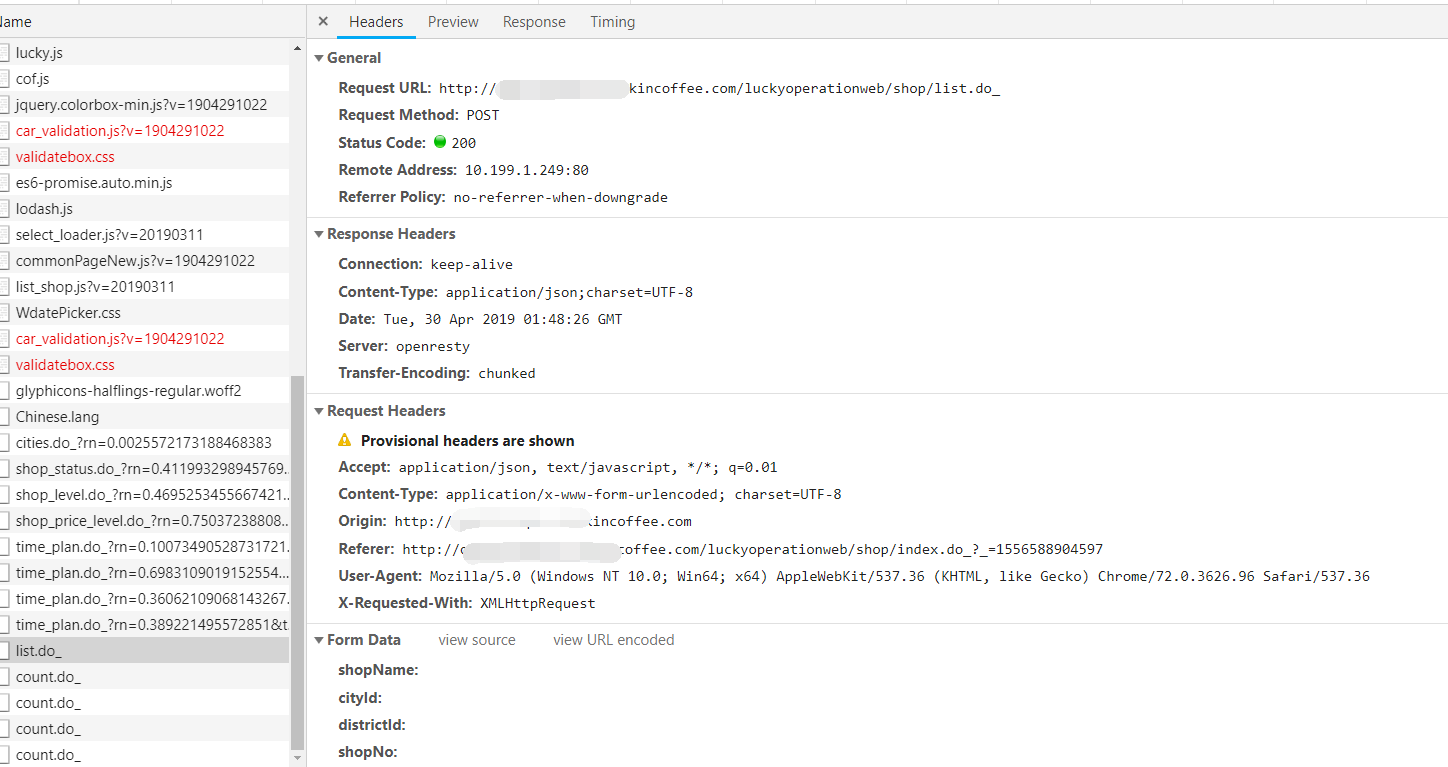 Name
lucky.js
cof.js
jquery.colorbox-min.js?v=1904291022
car_validation.js?v=1904291022
validatebox.css
es6-promise.auto.min.js
lodash.js
select_loader.js?v=20190311
commonPageNew.js?v=1904291022
list_shop.js?v=20190311
WdatePicker.css
car_validation.js?v=1904291022
validatebox.css
glyphicons-halflings-regular.woff2
Chinese.lang
cities.do_?rn=0.0025572173188468383
shop_status.do_?rn=0.411993298945769...
shop_level.do_?rn=0.4695253455667421...
shop_price_level.do_?rn=0.75037238808...
time_plan.do_?rn=0.10073490528731721...
time_plan.do_?rn=0.6983109019152554...
time_plan.do_?rn=0.36062109068143267...
time_plan.do_?rn=0.389221495572851&t...
list.do_
count.do_
count.do_
count.do_
count.do_
× Headers Preview Response Timing
General
Request URL: http:// kincoffee.com/luckyoperationweb/shop/list.do_
Request Method: POST
Status Code: 200
Remote Address: 10.199.1.249:80
Referrer Policy: no-referrer-when-downgrade
Response Headers
Connection: keep-alive
Content-Type: application/json;charset=UTF-8
Date: Tue, 30 Apr 2019 01:48:26 GMT
Server: openresty
Transfer-Encoding: chunked
Request Headers
Provisional headers are shown
Accept: application/json, text/javascript, */*; q=0.01
Content-Type: application/x-www-form-urlencoded; charset=UTF-8
Origin: http:// kincoffee.com
Referer: http:// coffee.com/luckyoperationweb/shop/index.do_?_=1556588904597
User-Agent: Mozilla/5.0 (Windows NT 10.0; Win64; x64) AppleWebKit/537.36 (KHTML, like Gecko) Chrome/72.0.3626.96 Safari/537.36
X-Requested-With: XMLHttpRequest
Form Data view source view URL encoded
shopName:
cityId:
districtId:
shopNo: